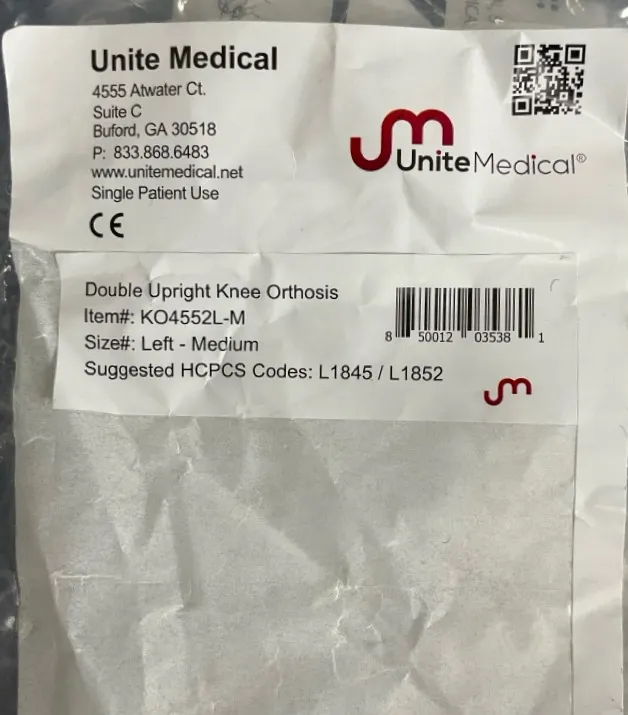 Unite Medical
4555 Atwater Ct.
Suite C
Buford, GA 30518
P: 833.868.6483
www.unitemedical.net
Single Patient Use
CE
UniteMedical®
Double Upright Knee Orthosis
Item#: KO4552L-M
Size#: Left - Medium
Suggested HCPCS Codes: L1845 / L1852
8 50012 03538 1